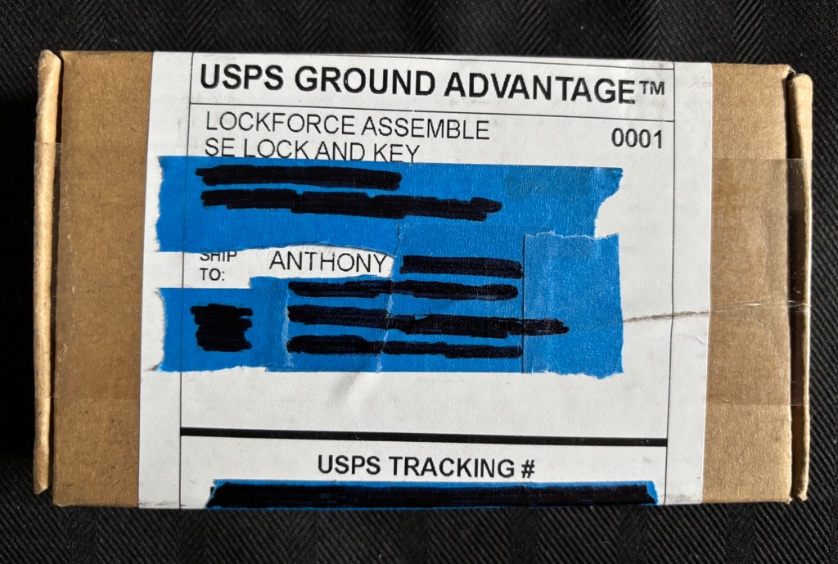 USPS GROUND ADVANTAGE™
LOCKFORCE ASSEMBLE
0001
SE LOCK AND KEY
SHIP
TO:
ANTHONY
USPS TRACKING #